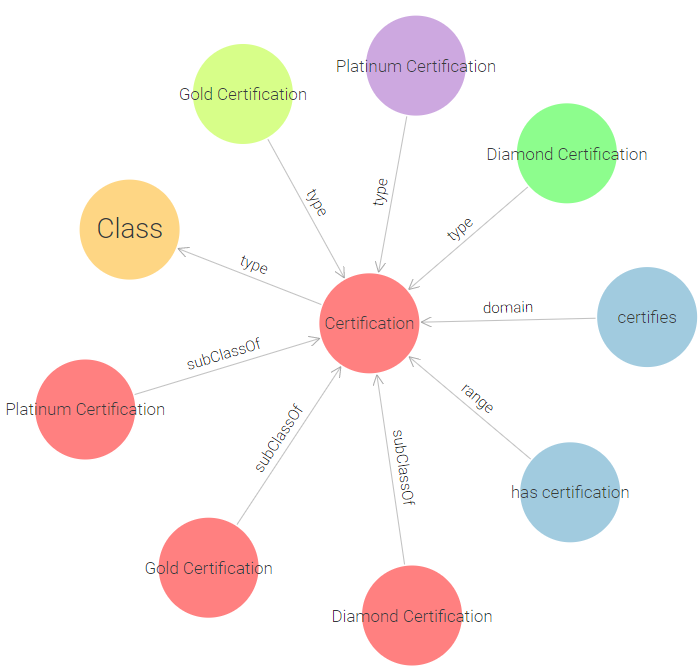 Platinum Certification
Gold Certification
Diamond Certification
type
type
type
Class
type
domain
certifies
Certification
subClassOf
range
Platinum Certification
subClassOf
subClassOf
has certification
Gold Certification
Diamond Certification